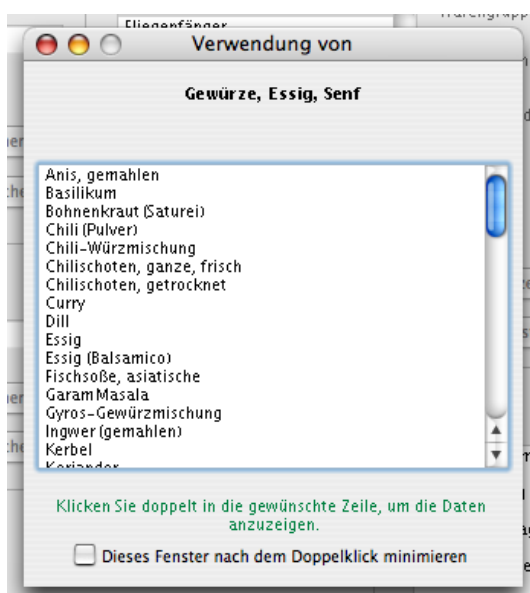 Fliegenfänger
Verwendung von
Gewürze, Essig, Senf
Anis, gemahlen
Basilikum
Bohnenkraut (Saturei)
Chili (Pulver)
Chili-Würzmischung
Chilischoten, ganze, frisch
Chilischoten, getrocknet
Curry
Dill
Essig
Essig (Balsamico)
Fischsoße, asiatische
Garam Masala
Gyros-Gewürzmischung
Ingwer (gemahlen)
Kerbel
Koriander
Klicken Sie doppelt in die gewünschte Zeile, um die Daten
anzuzeigen.
Dieses Fenster nach dem Doppelklick minimieren